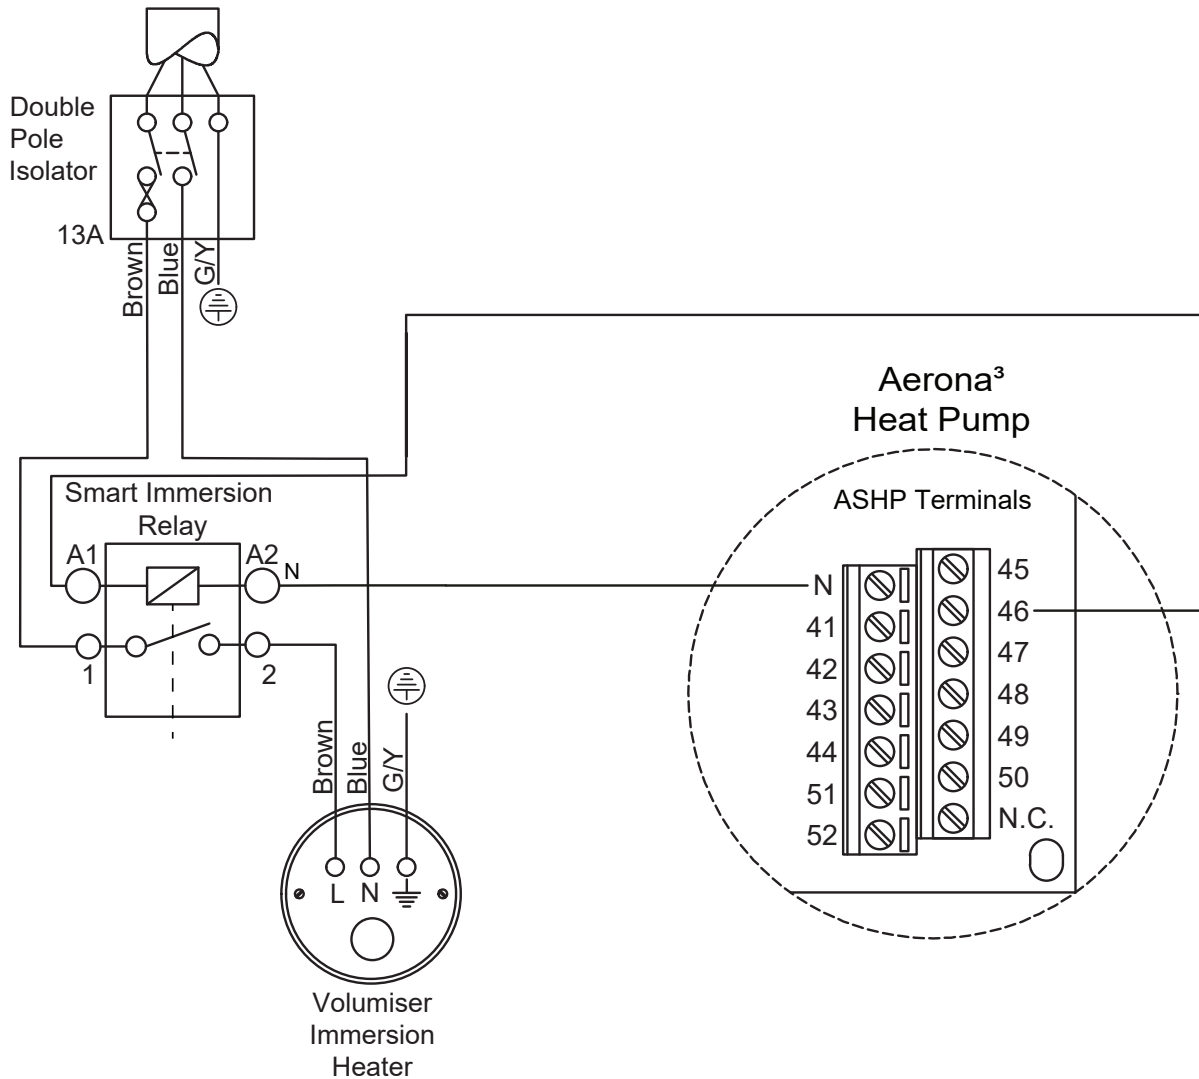 Double
Pole
Isolator
13A
Brown
Blue
G/Y
Aerona³
Heat Pump
Smart Immersion
Relay
A1
A2
N
1
2
ASHP Terminals
N
41
42
43
44
51
52
45
46
47
48
49
50
N.C.
Brown
Blue
G/Y
L
N
Volumiser
Immersion
Heater